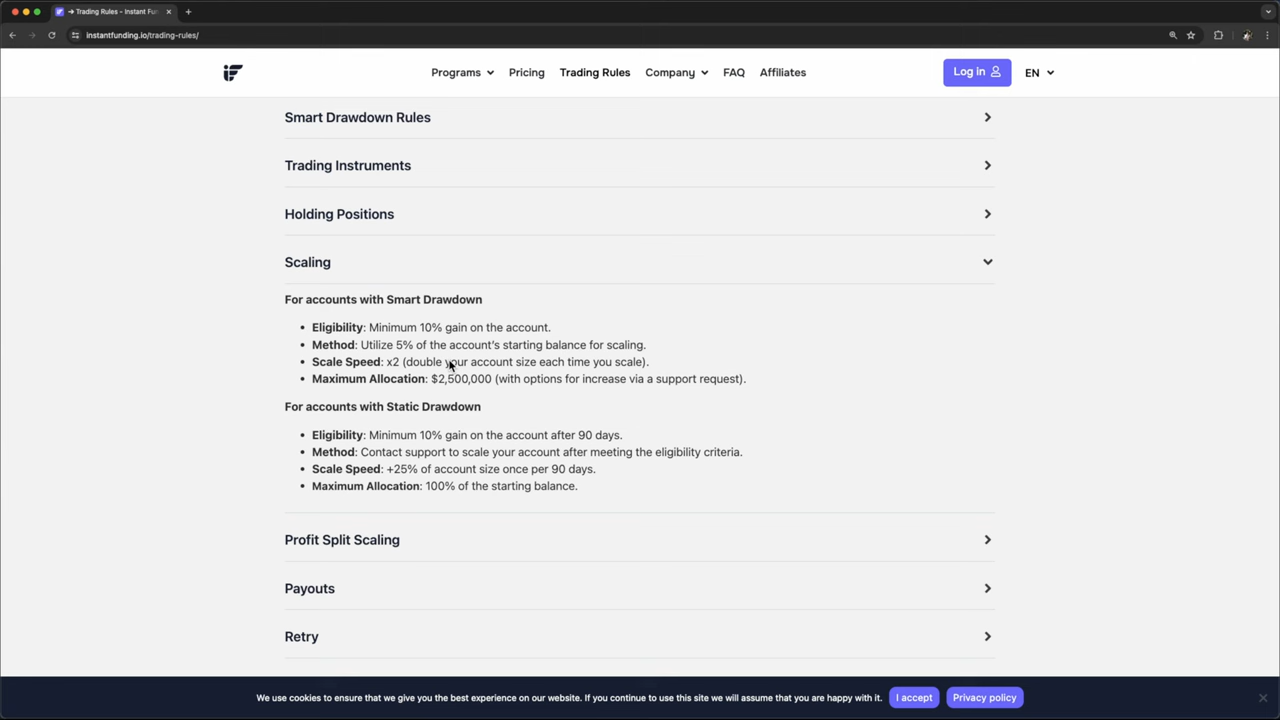 → Trading Rules - Instant Fu
instantfunding.io/trading-rules/
Programs
Pricing
Trading Rules
Company
FAQ
Affiliates
Log in
EN
Smart Drawdown Rules
Trading Instruments
Holding Positions
Scaling
For accounts with Smart Drawdown
• Eligibility: Minimum 10% gain on the account.
• Method: Utilize 5% of the account's starting balance for scaling.
• Scale Speed: x2 (double your account size each time you scale).
• Maximum Allocation: $2,500,000 (with options for increase via a support request).
For accounts with Static Drawdown
• Eligibility: Minimum 10% gain on the account after 90 days.
• Method: Contact support to scale your account after meeting the eligibility criteria.
• Scale Speed: +25% of account size once per 90 days.
• Maximum Allocation: 100% of the starting balance.
Profit Split Scaling
Payouts
Retry
We use cookies to ensure that we give you the best experience on our website. If you continue to use this site we will assume that you are happy with it.
I accept
Privacy policy